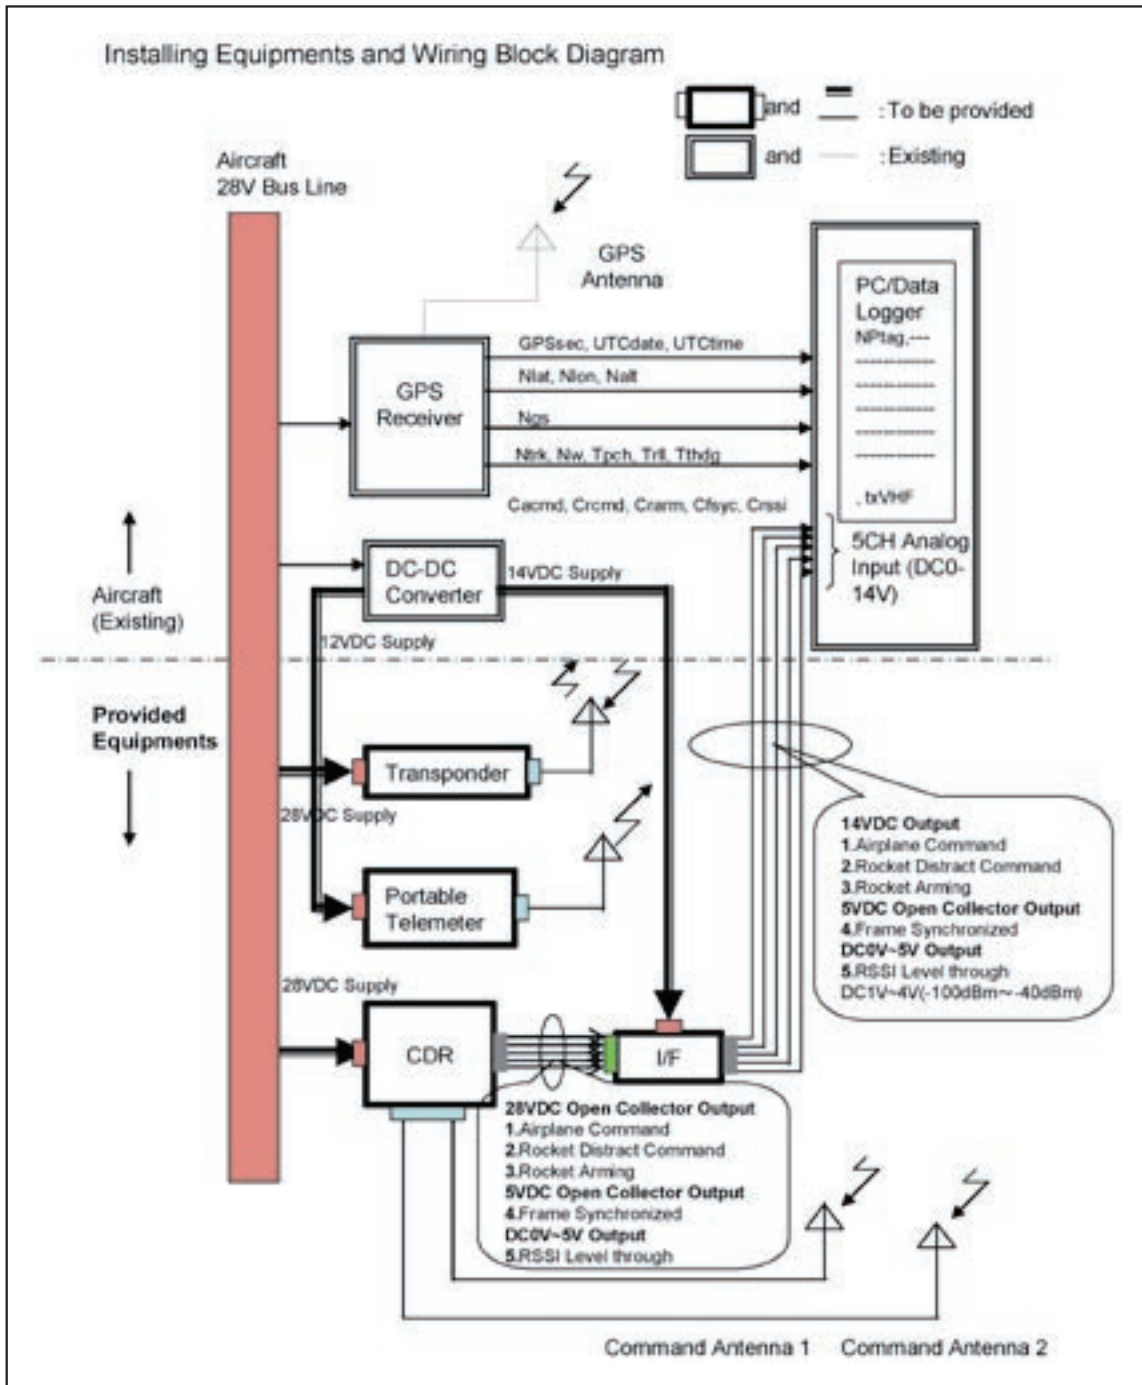 Installing Equipments and Wiring Block Diagram
and : To be provided
and : Existing
Aircraft
28V Bus Line
GPS
Antenna
PC/Data
Logger
NPtag,---
-------------
-------------
-------------
-------------
-------------
, txVHF
5CH Analog
Input (DC0-
14V)
GPS
Receiver
GPSsec, UTCdate, UTCtime
Nlat, Nlon, Nalt
Ngs
Ntrk, Nw, Tpch, Trll, Tthdg
Cacmd, Crcmd, Crarm, Cfsyc, Crssi
DC-DC
Converter
14VDC Supply
Aircraft
(Existing)
12VDC Supply
Provided
Equipments
Transponder
28VDC Supply
Portable
Telemeter
14VDC Output
1.Airplane Command
2.Rocket Distract Command
3.Rocket Arming
5VDC Open Collector Output
4.Frame Synchronized
DC0V~5V Output
5.RSSI Level through
DC1V~4V(-100dBm~-40dBm)
28VDC Supply
CDR
I/F
28VDC Open Collector Output
1.Airplane Command
2.Rocket Distract Command
3.Rocket Arming
5VDC Open Collector Output
4.Frame Synchronized
DC0V~5V Output
5.RSSI Level through
Command Antenna 1 Command Antenna 2